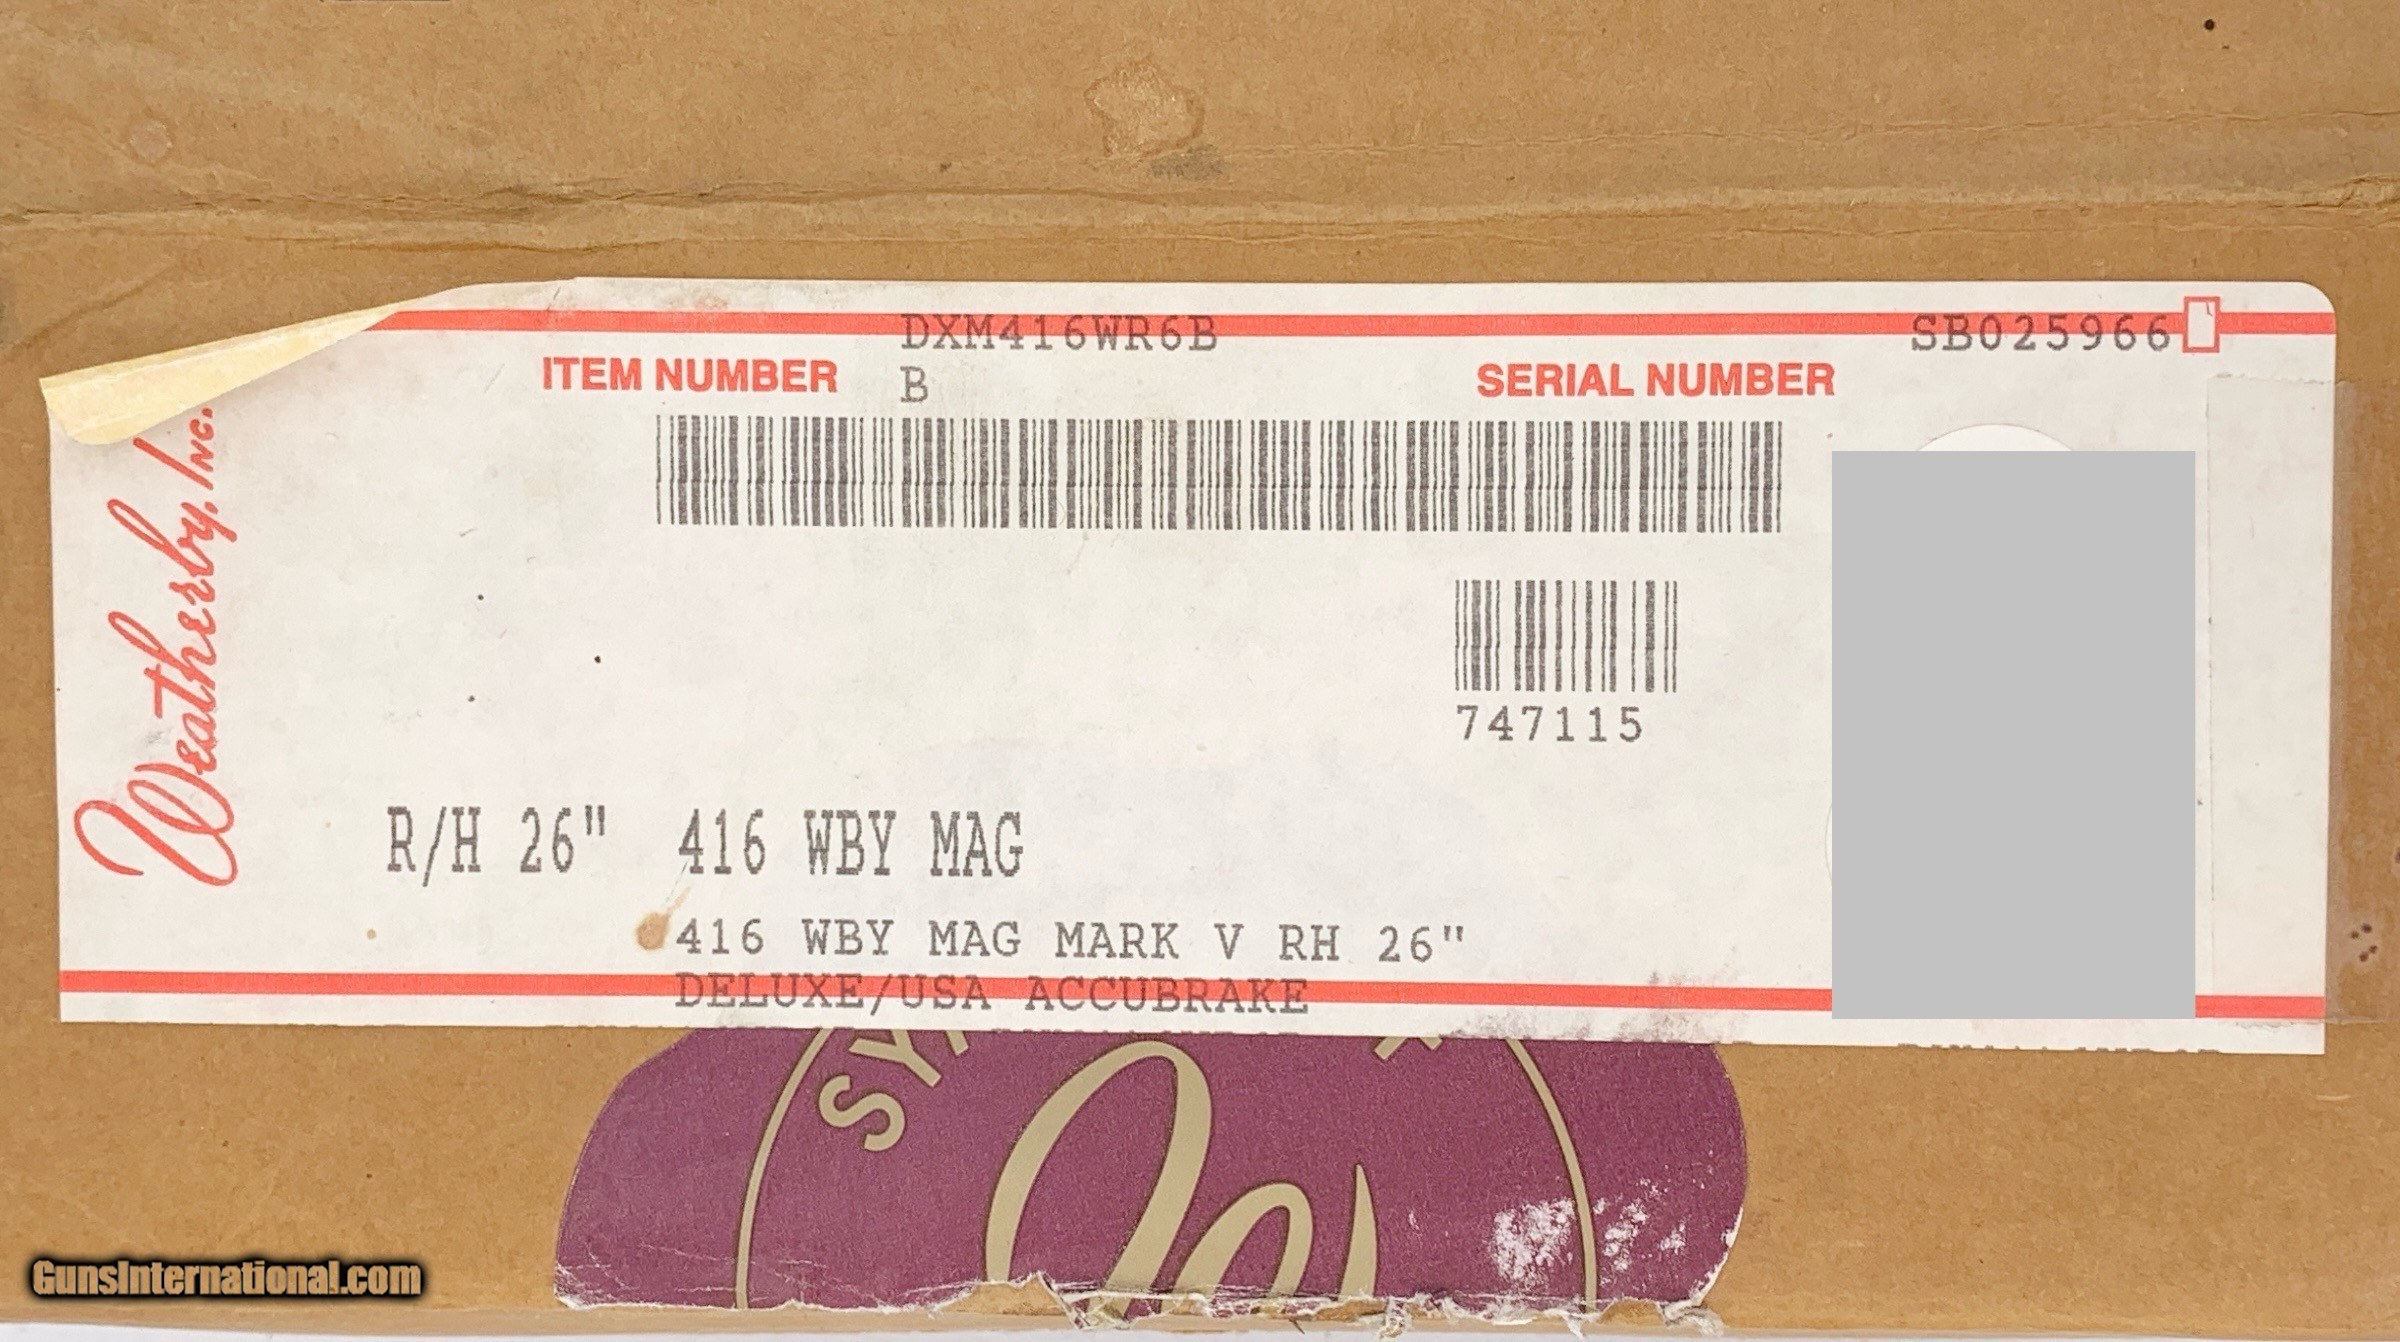 DXM416WR6B
B
ITEM NUMBER
SERIAL NUMBER
SB025966
Weatherby, Inc.
747115
R/H 26" 416 WBY MAG
416 WBY MAG MARK V RH 26"
DELUXE/USA ACCUBRAKE
SY
GunsInternational.com